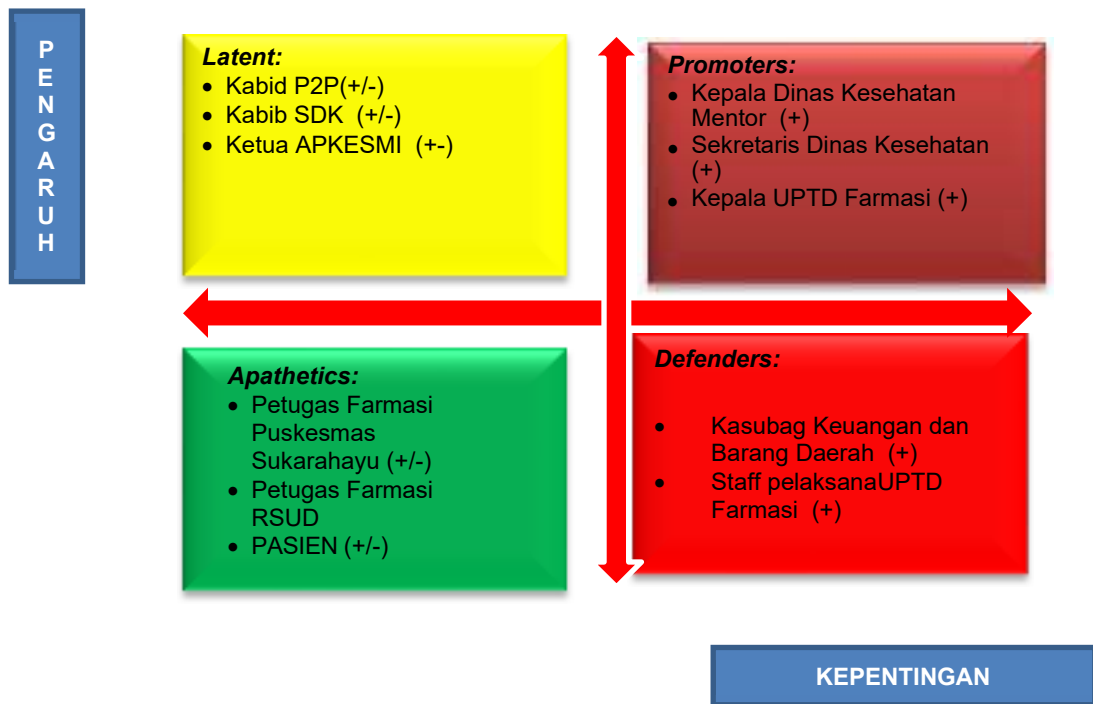 P
E
N
G
A
R
U
H
Latent:
• Kabid P2P(+/-)
• Kabib SDK (+/-)
• Ketua APKESMI (+-)
Promoters:
• Kepala Dinas Kesehatan
Mentor (+)
• Sekretaris Dinas Kesehatan
(+)
• Kepala UPTD Farmasi (+)
Apathetics:
• Petugas Farmasi
Puskesmas
Sukarahayu (+/-)
• Petugas Farmasi
RSUD
• PASIEN (+/-)
Defenders:
• Kasubag Keuangan dan
Barang Daerah (+)
• Staff pelaksanaUPTD
Farmasi (+)
KEPENTINGAN